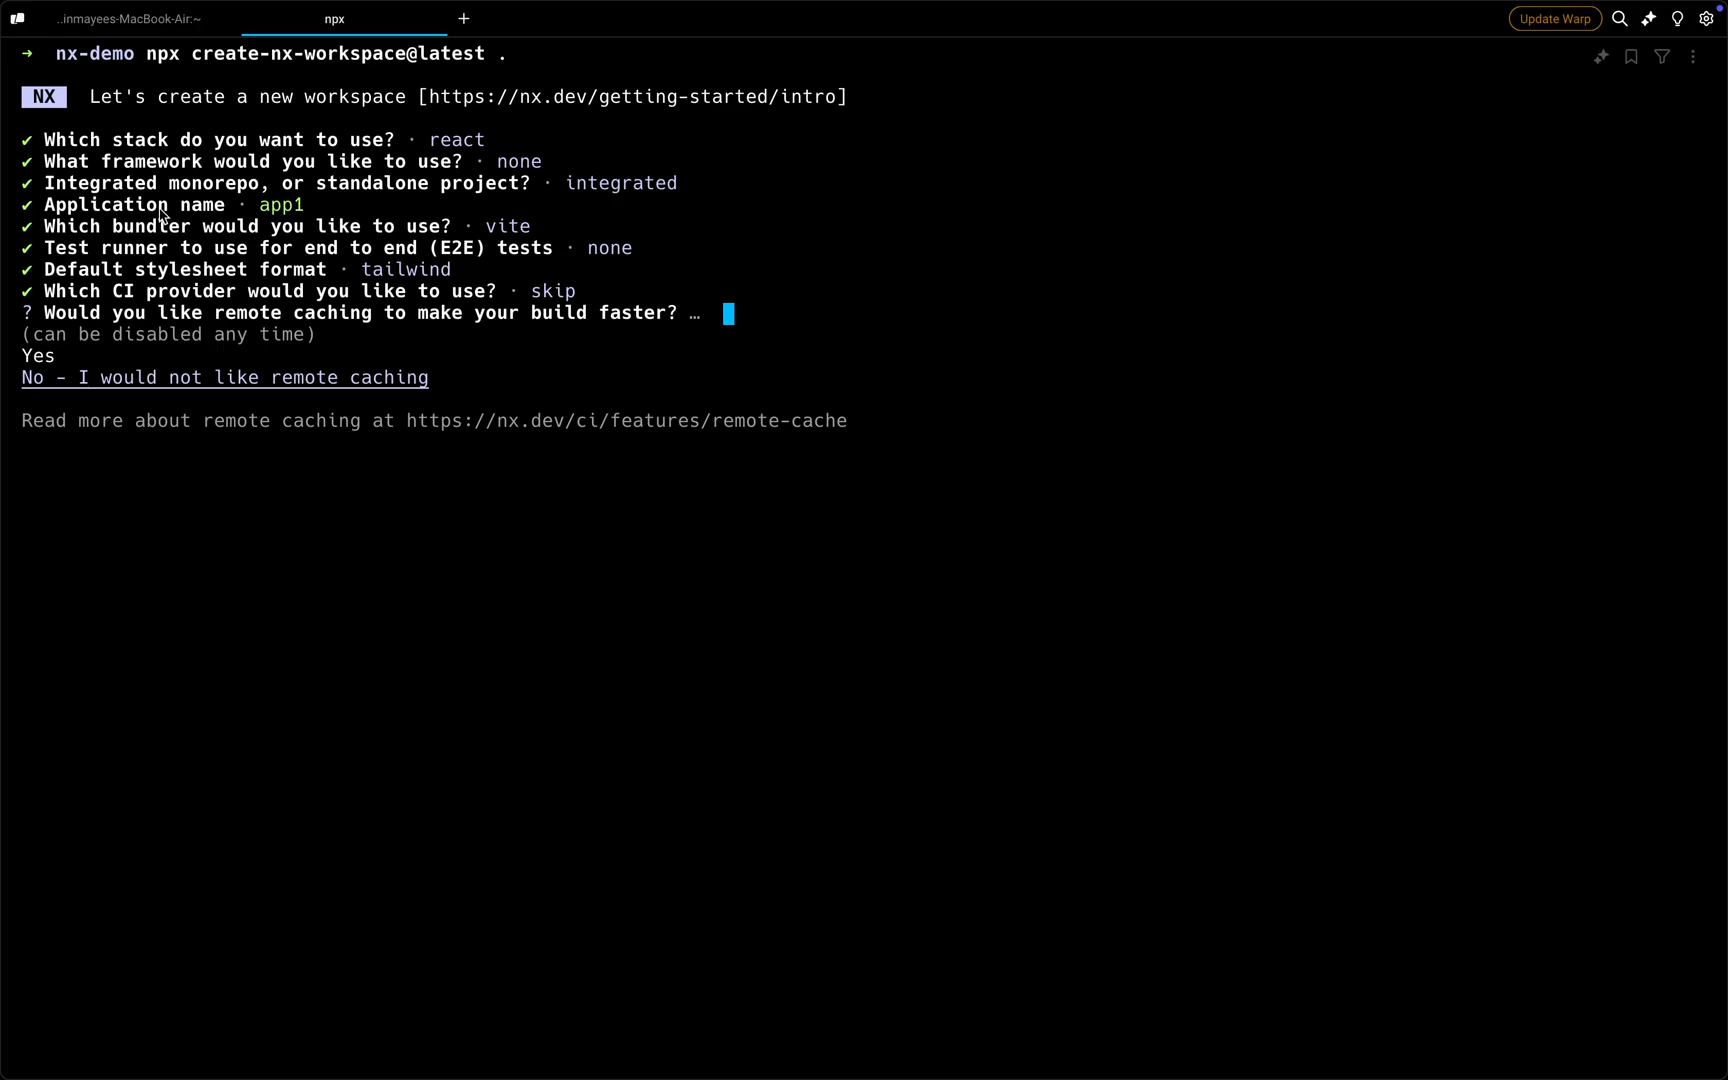 ..inmayees-MacBook-Air:~
npx
+
Update Warp
→ nx-demo npx create-nx-workspace@latest .
NX Let's create a new workspace [https://nx.dev/getting-started/intro]
✔ Which stack do you want to use? · react
✔ What framework would you like to use? · none
✔ Integrated monorepo, or standalone project? · integrated
✔ Application name · app1
✔ Which bundler would you like to use? · vite
✔ Test runner to use for end to end (E2E) tests · none
✔ Default stylesheet format · tailwind
✔ Which CI provider would you like to use? · skip
? Would you like remote caching to make your build faster? …
(can be disabled any time)
Yes
No - I would not like remote caching
Read more about remote caching at https://nx.dev/ci/features/remote-cache